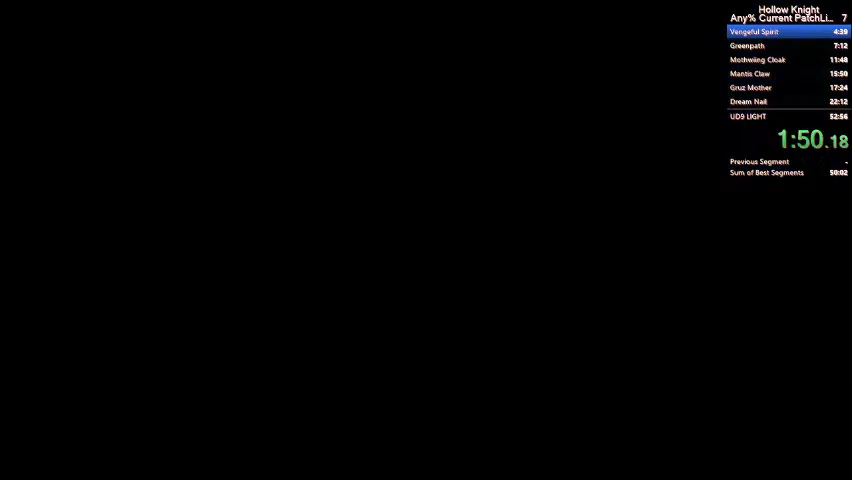 Hollow Knight
Any% Current PatchLi... 7
Vengeful Spirit 4:39
Greenpath 7:12
Mothwiing Cloak 11:48
Mantis Claw 15:50
Gruz Mother 17:24
Dream Nail 22:12
UD9 LIGHT 52:56
1:50.18
Previous Segment -
Sum of Best Segments 50:02